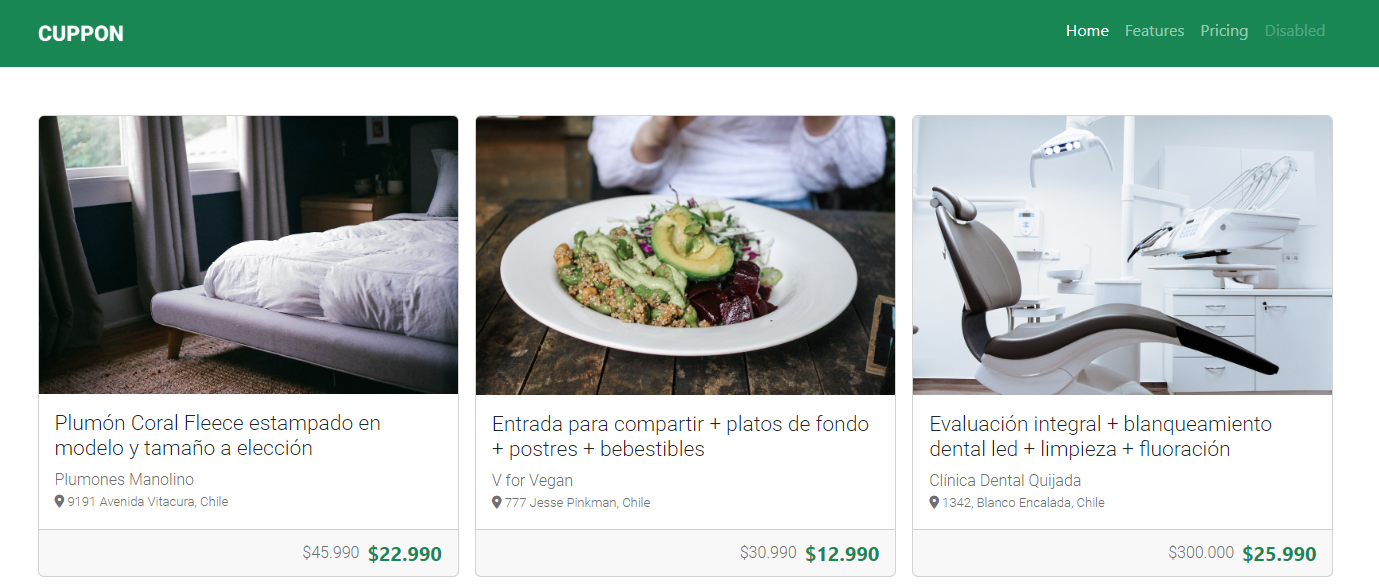 CUPPON
Home Features Pricing Disabled
Plumón Coral Fleece estampado en
modelo y tamaño a elección
Plumones Manolino
9191 Avenida Vitacura, Chile
$45.990 $22.990
Entrada para compartir + platos de fondo
+ postres + bebestibles
V for Vegan
777 Jesse Pinkman, Chile
$30.990 $12.990
Evaluación integral + blanqueamiento
dental led + limpieza + fluoración
Clínica Dental Quijada
1342, Blanco Encalada, Chile
$300.000 $25.990